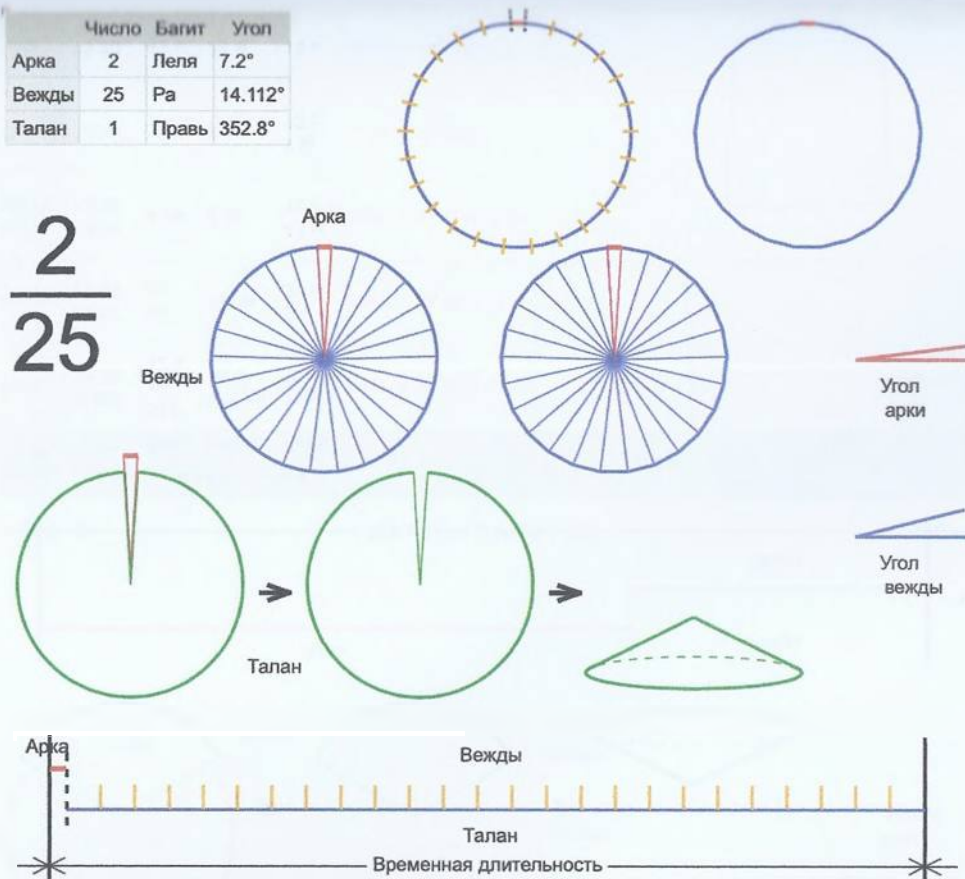 Число Багит Угол
Арка 2 Леля 7.2°
Вежды 25 Ра 14.112°
Талан 1 Правь 352.8°
2
25
Арка
Вежды
Угол
арки
Угол
вежды
Талан
Арка
Вежды
Талан
Временная длительность